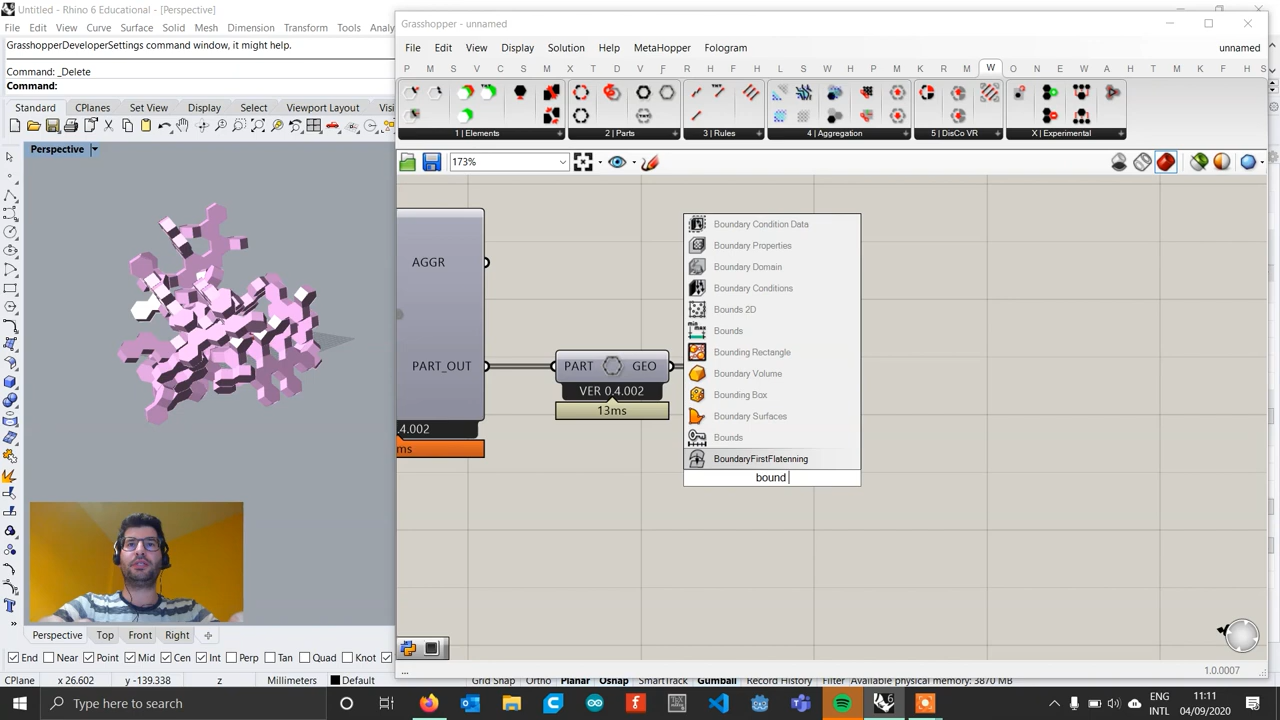 Untitled - Rhino 6 Educational - [Perspective]
File Edit View Curve Surface Solid Mesh Dimension Transform Tools Analy
GrasshopperDeveloperSettings command window, it might help.
Command: _Delete
Command:
Standard CPlanes Set View Display Select Viewport Layout Vis
Perspective
Grasshopper - unnamed
File Edit View Display Solution Help MetaHopper Fologram unnamed
P M S V C S M X T D V F R H H L S W B H K A R M W O N E W A E T B C H S
1 | Elements 2 | Parts 3 | Rules 4 | Aggregation 5 | DisCo VR X | Experimental
173%
AGGR
PART_OUT
4.002
ms
PART GEO
VER 0.4.002
13ms
Boundary Condition Data
Boundary Properties
Boundary Domain
Boundary Conditions
Bounds 2D
min
max
Bounds
Bounding Rectangle
Boundary Volume
Bounding Box
Boundary Surfaces
Bounds
BoundaryFirstFlatenning
bound
... 1.0.0007
Perspective Top Front Right
End Near Point Mid Cen Int Perp Tan Quad Knot
CPlane x 26.602 y -139.338 z Millimeters Default Grid Snap Ortho Planar Osnap SmartTrack Gumball Record History Filter Available physical memory: 3870 MB
Type here to search
ENG
INTL
11:11
04/09/2020